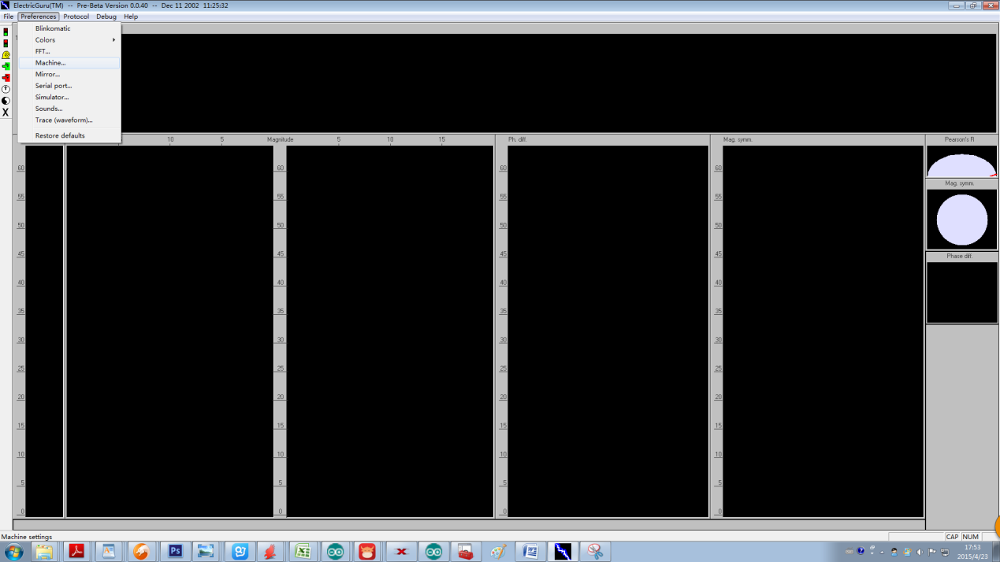 ElectricGuru(TM) -- Pre-Beta Version 0.0.40 -- Dec 11 2002 11:25:32
File Preferences Protocol Debug Help
Blinkomatic
Colors
FFT...
Machine...
Mirror...
Serial port...
Simulator...
Sounds...
Trace (waveform)...
Restore defaults
10 5 Magnitude 5 10 15 Ph. diff. Mag. symm. Pearson's R
60 60 60 60
Mag. symm.
55 55 55 55
50 50 50 50
45 45 45 45
Phase diff.
40 40 40 40
35 35 35 35
30 30 30 30
25 25 25 25
20 20 20 20
15 15 15 15
10 10 10 10
5 5 5 5
0 0 0 0
Machine settings CAP NUM
17:53
2015/4/23